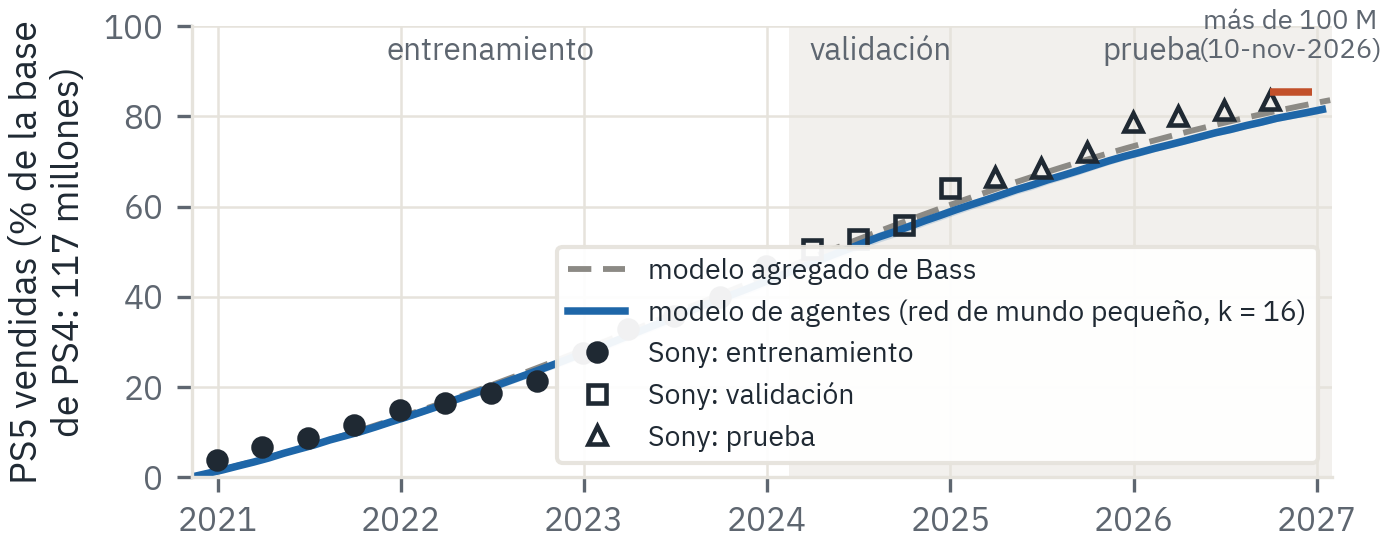 PS5 vendidas (% de la base
de PS4: 117 millones)
100
80
60
40
20
0
entrenamiento
validación
prueba
más de 100 M
(10-nov-2026)
modelo agregado de Bass
modelo de agentes (red de mundo pequeño, k = 16)
Sony: entrenamiento
Sony: validación
Sony: prueba
2021
2022
2023
2024
2025
2026
2027